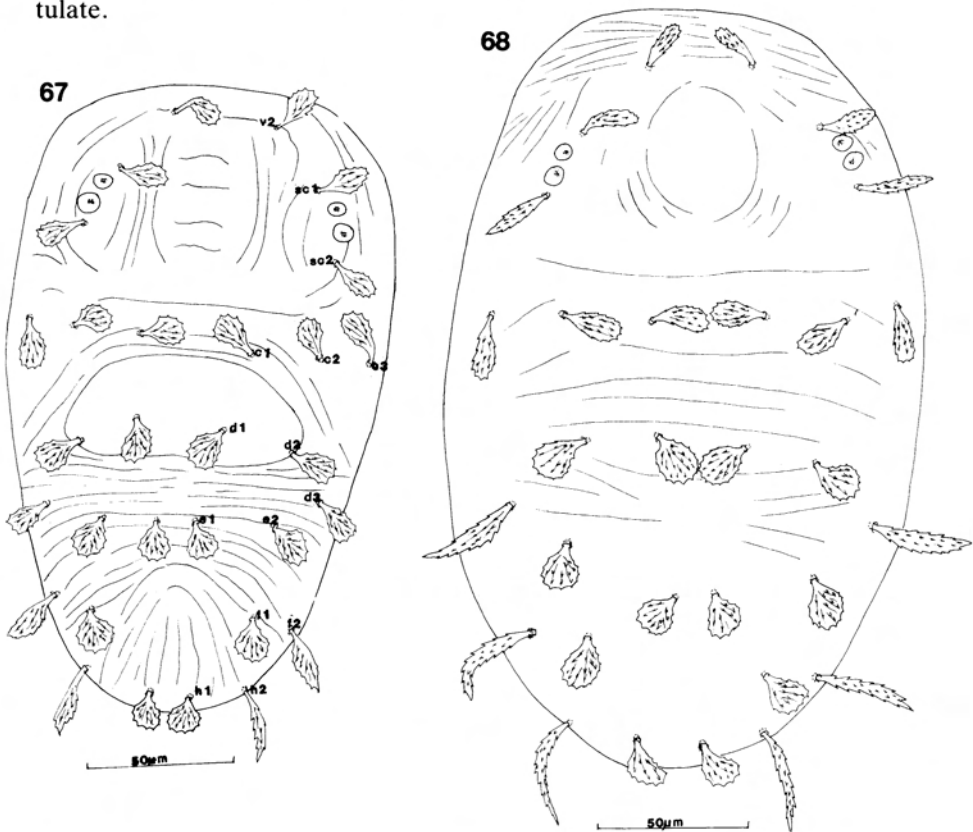 tulate.
67
68
v2
sc1
sc2
c1
c2
c3
d1
d2
d3
e1
e2
f1
f2
h1
h2
50µm
50µm